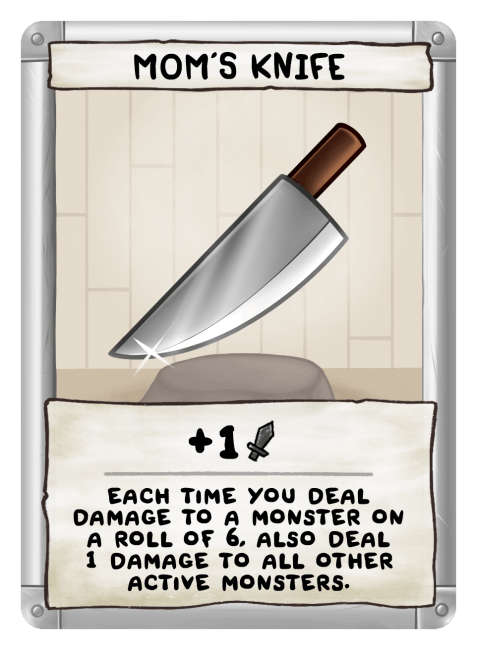 MOM'S KNIFE
+1
EACH TIME YOU DEAL
DAMAGE TO A MONSTER ON
A ROLL OF 6, ALSO DEAL
1 DAMAGE TO ALL OTHER
ACTIVE MONSTERS.